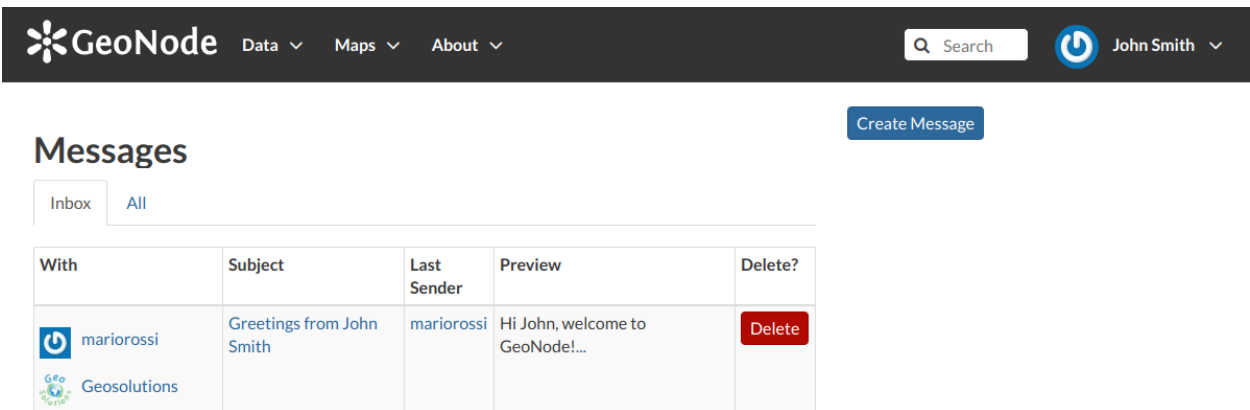 GeoNode Data Maps About Search John Smith
Create Message
Messages
Inbox All
With Subject Last Sender Preview Delete?
mariorossi
Geosolutions
Greetings from John
Smith
mariorossi
Hi John, welcome to
GeoNode!...
Delete